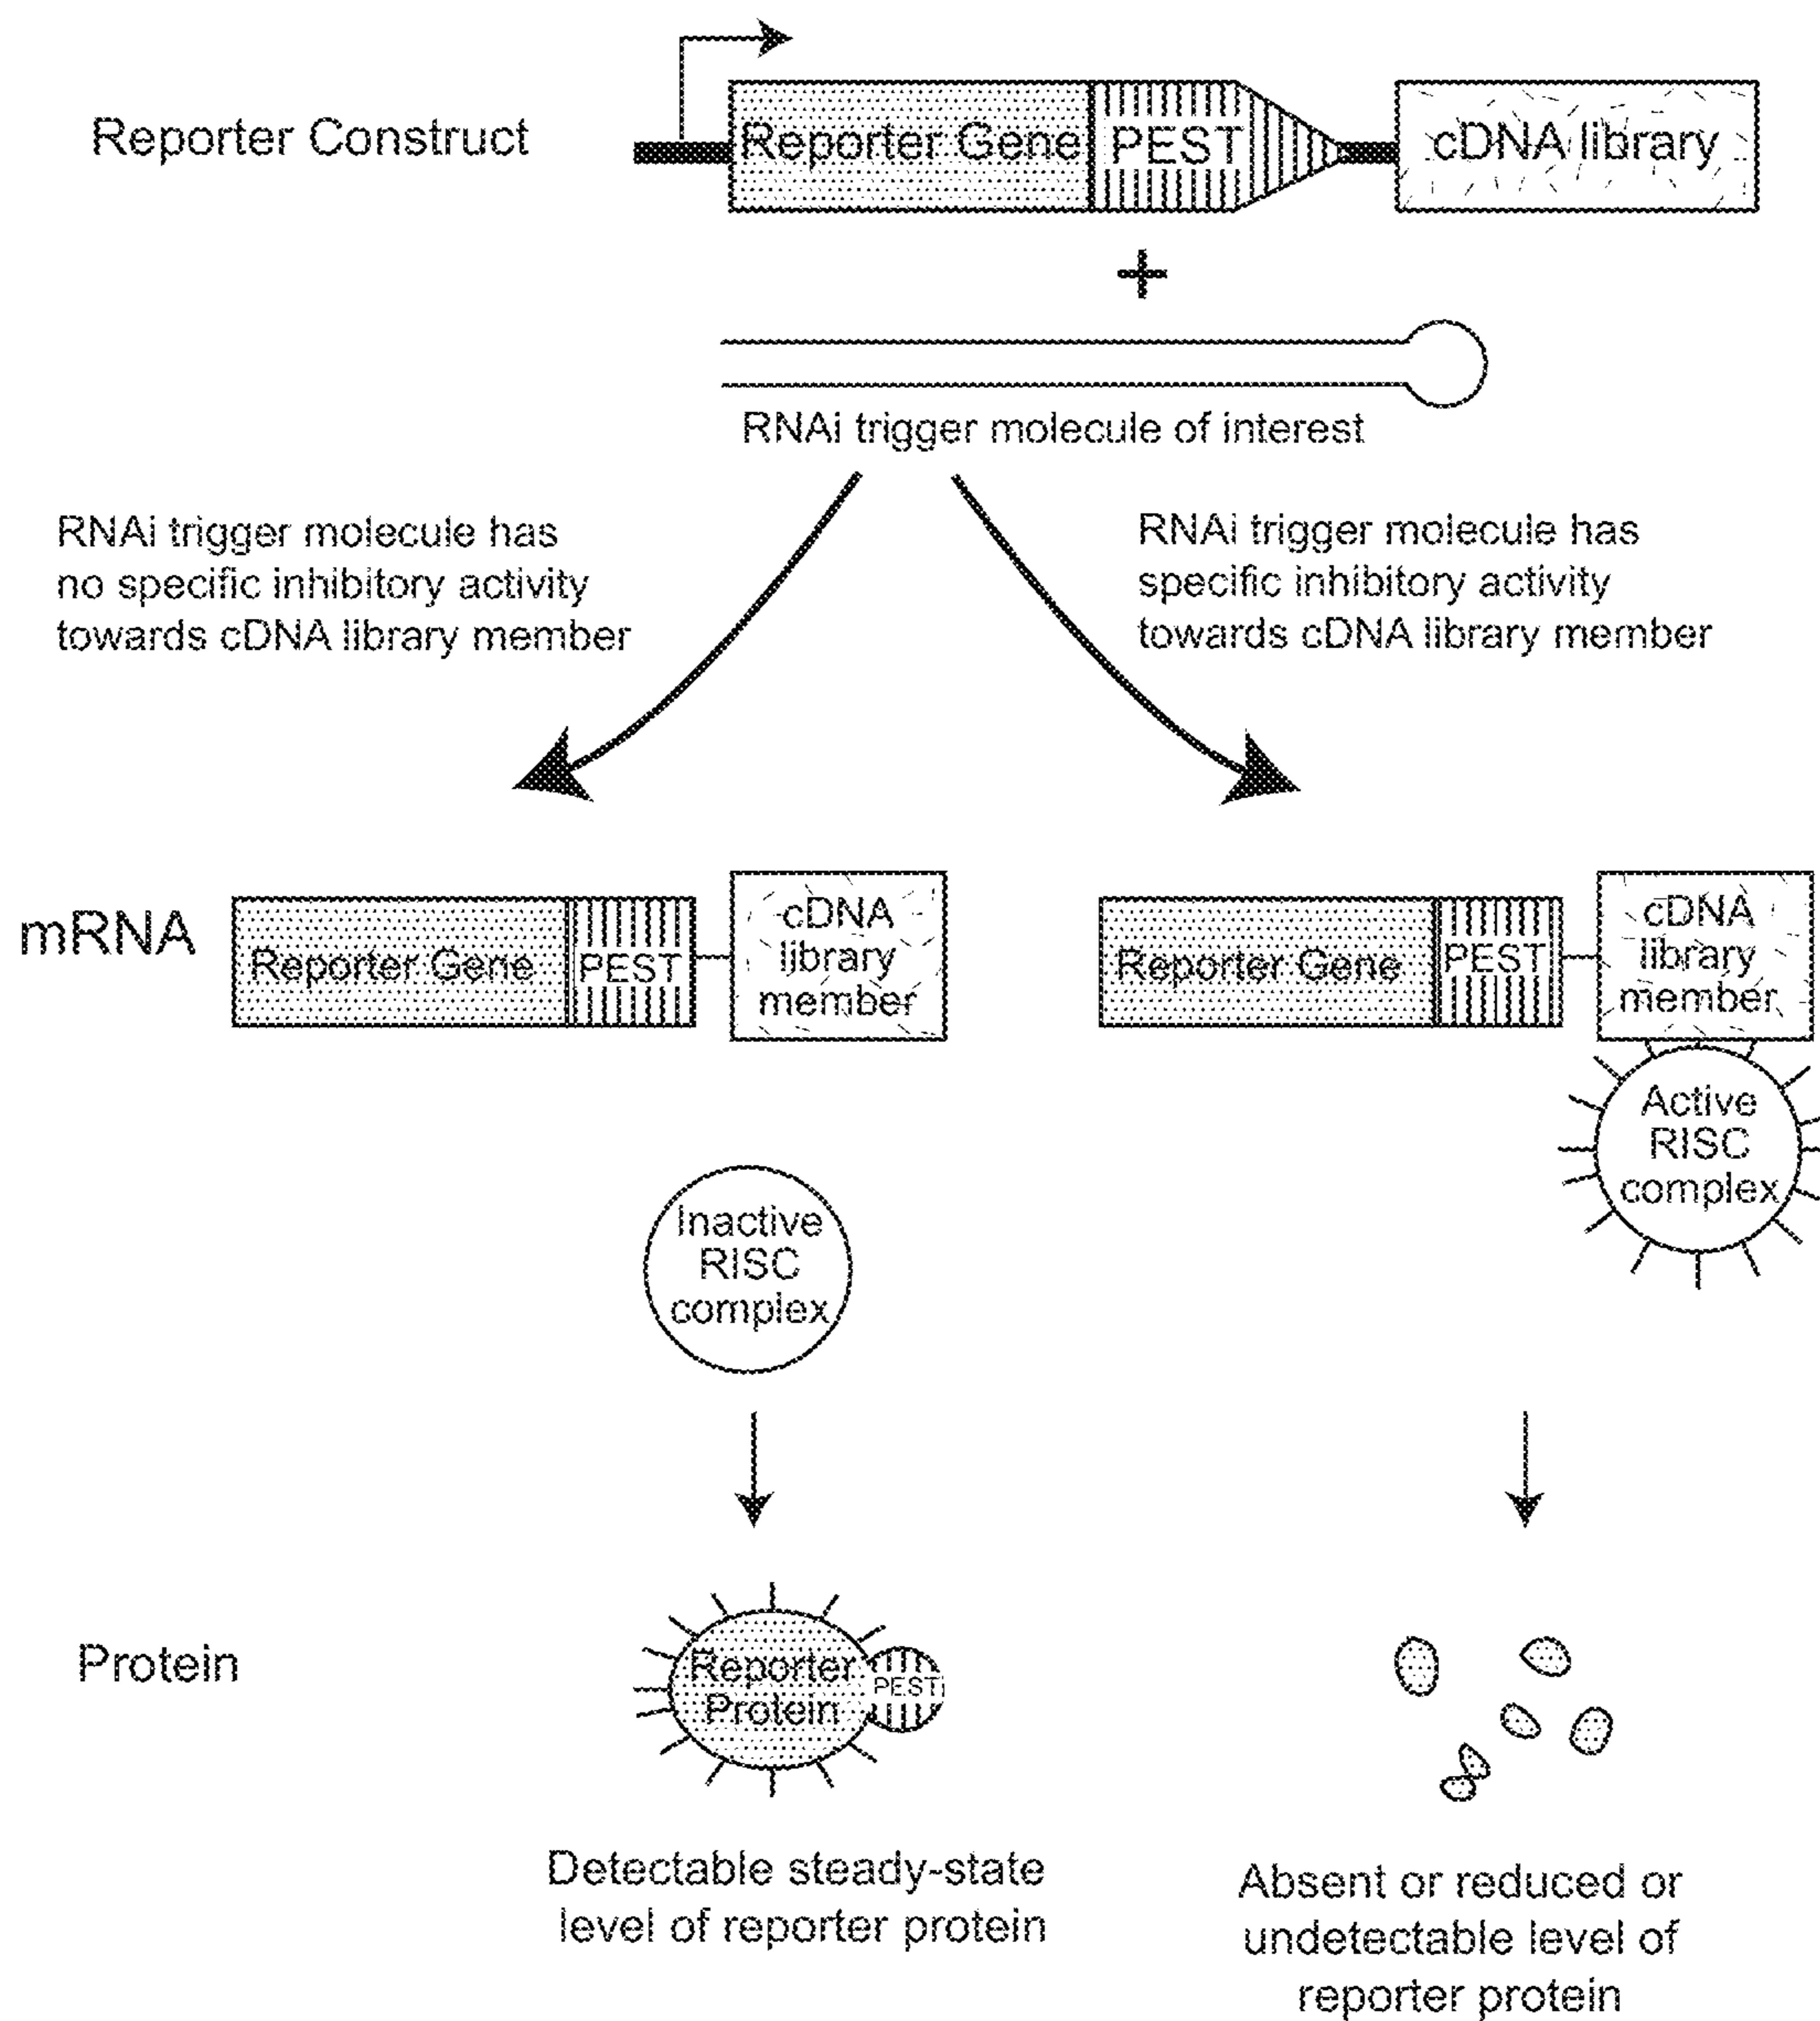 Reporter Construct
Reporter Gene
PEST
cDNA library
+
RNAi trigger molecule of interest
RNAi trigger molecule has
no specific inhibitory activity
towards cDNA library member
RNAi trigger molecule has
specific inhibitory activity
towards cDNA library member
mRNA
Reporter Gene
PEST
cDNA
library
member
Reporter Gene
PEST
cDNA
library
member
Active
RISC
complex
Inactive
RISC
complex
Protein
Reporter
Protein
PEST
Detectable steady-state
level of reporter protein
Absent or reduced or
undetectable level of
reporter protein